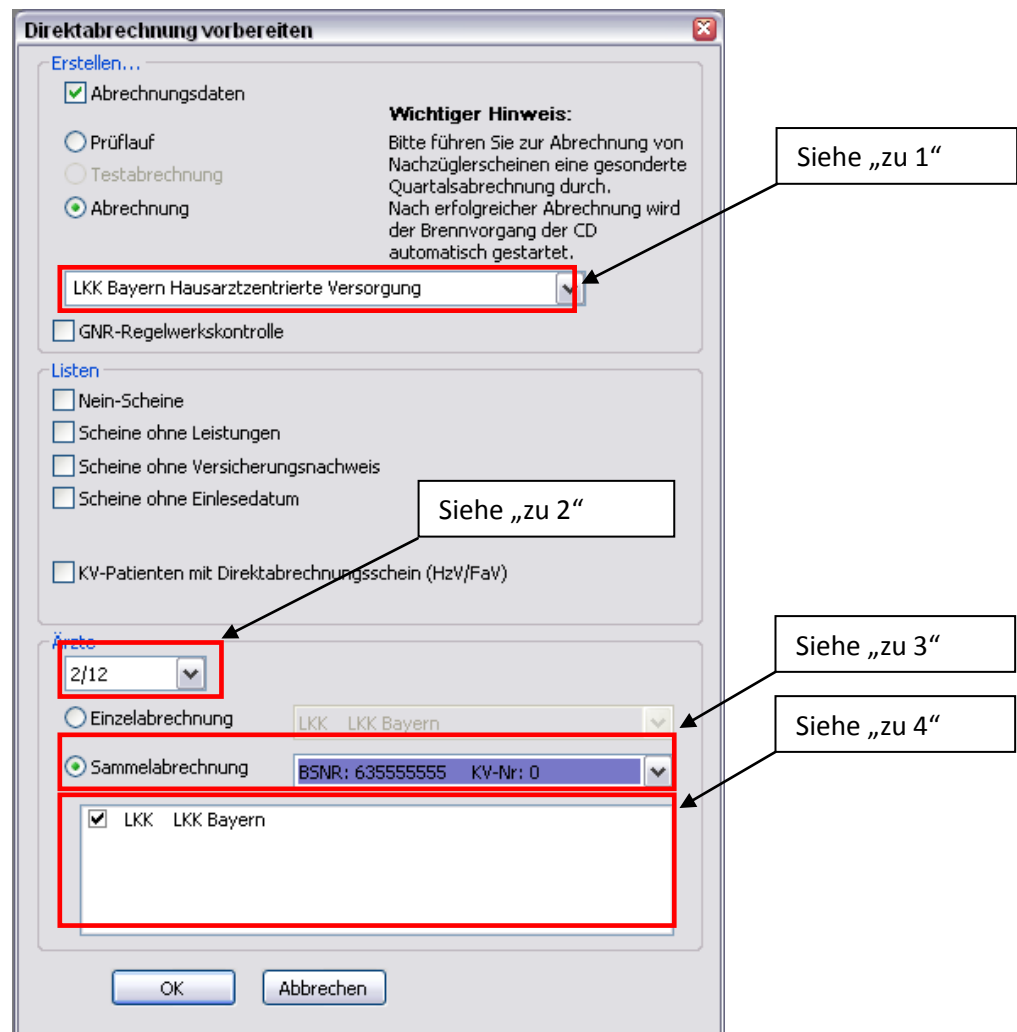 Direktabrechnung vorbereiten
Erstellen...
Abrechnungsdaten
Wichtiger Hinweis:
Prüflauf
Testabrechnung
Abrechnung
Bitte führen Sie zur Abrechnung von
Nachzüglerscheinen eine gesonderte
Quartalsabrechnung durch.
Nach erfolgreicher Abrechnung wird
der Brennvorgang der CD
automatisch gestartet.
Siehe „zu 1“
LKK Bayern Hausarztzentrierte Versorgung
GNR-Regelwerkskontrolle
Listen
Nein-Scheine
Scheine ohne Leistungen
Scheine ohne Versicherungsnachweis
Scheine ohne Einlesedatum
Siehe „zu 2“
KV-Patienten mit Direktabrechnungsschein (HzV/FaV)
Ärzte
2/12
Siehe „zu 3“
Einzelabrechnung
LKK LKK Bayern
Siehe „zu 4“
Sammelabrechnung
BSNR: 635555555 KV-Nr: 0
LKK LKK Bayern
OK
Abbrechen